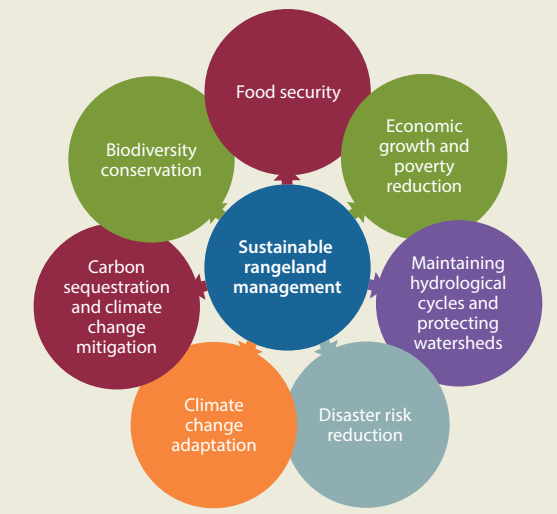 Food security
Economic
growth and
poverty
reduction
Maintaining
hydrological
cycles and
protecting
watersheds
Disaster risk
reduction
Climate
change
adaptation
Carbon
sequestration
and climate
change
mitigation
Biodiversity
conservation
Sustainable
rangeland
management